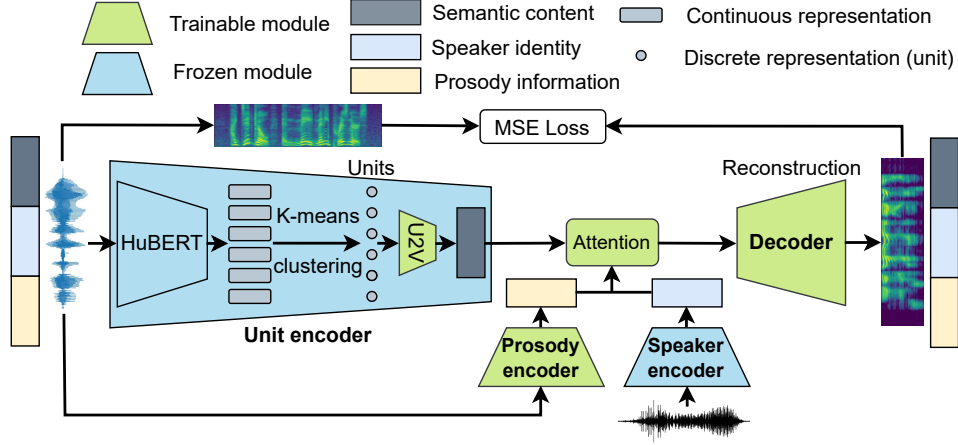 Trainable module
Frozen module
Semantic content
Speaker identity
Prosody information
Continuous representation
Discrete representation (unit)
MSE Loss
Reconstruction
Units
HuBERT
K-means
clustering
U2V
Attention
Decoder
Unit encoder
Prosody
encoder
Speaker
encoder